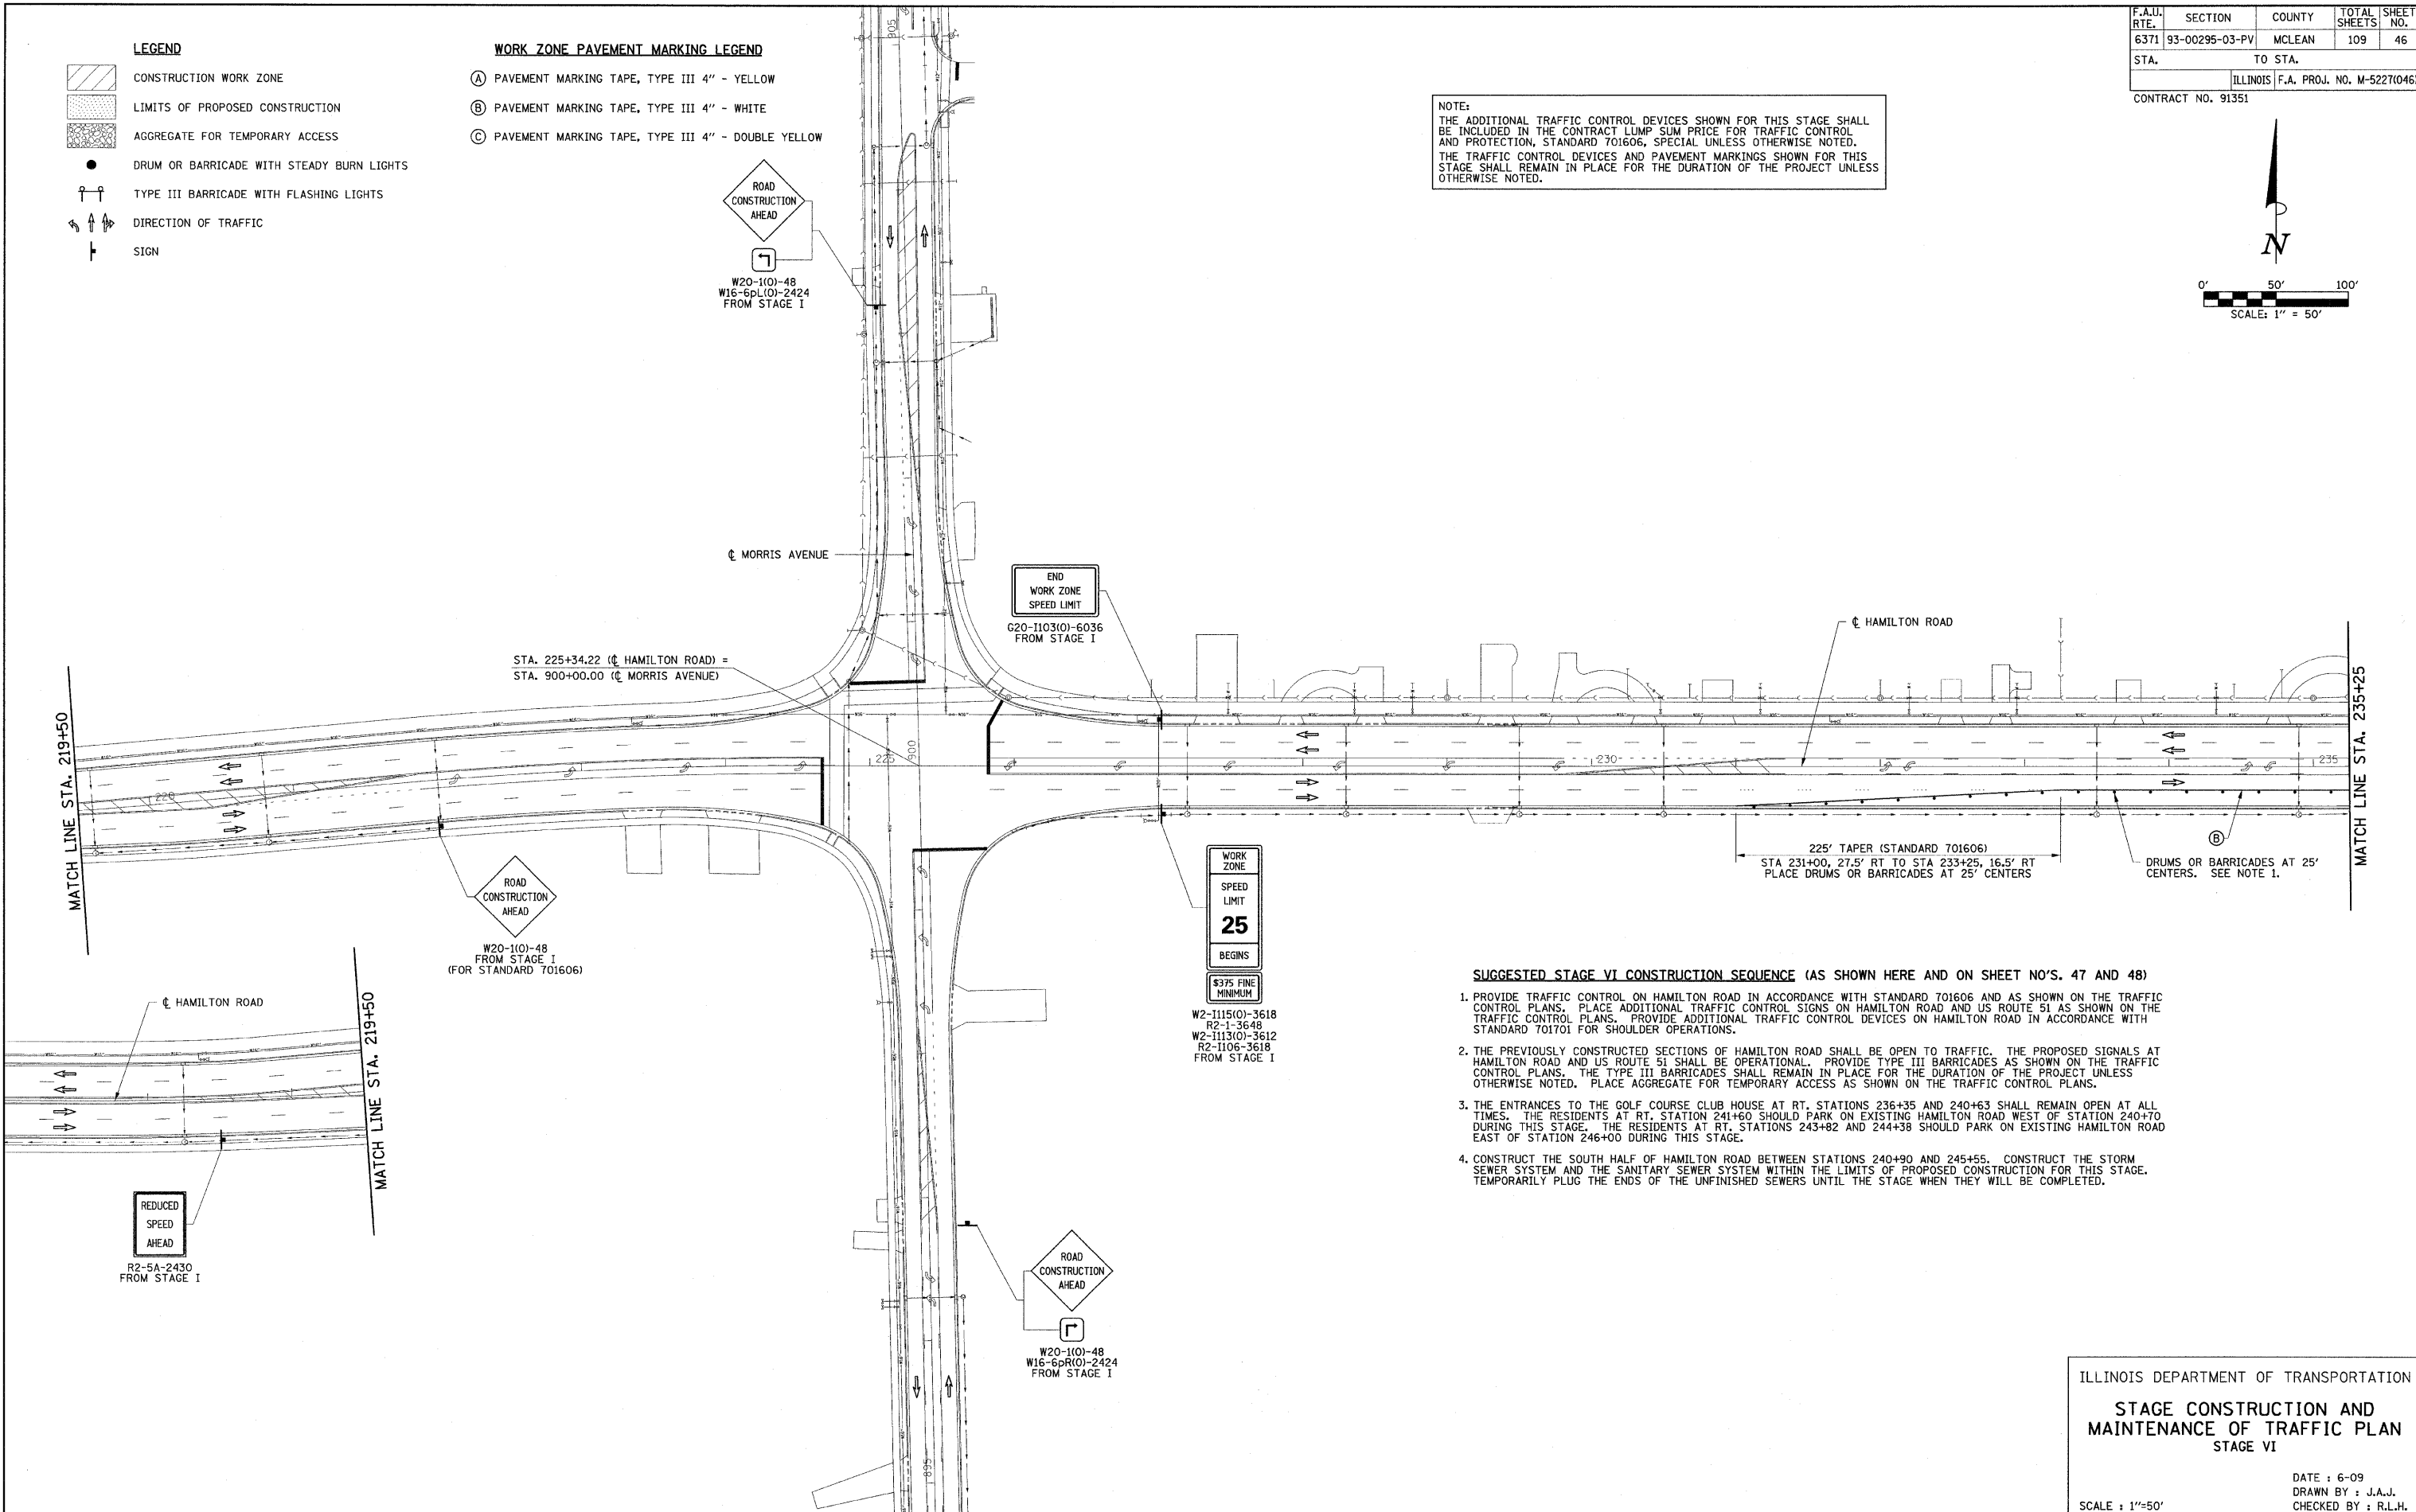 F.A.U. RTE. SECTION COUNTY TOTAL SHEETS SHEET NO.
6371 93-00295-03-PV MCLEAN 109 46
STA. TO STA.
ILLINOIS F.A. PROJ. NO. M-5227(046)
CONTRACT NO. 91351
LEGEND
CONSTRUCTION WORK ZONE
LIMITS OF PROPOSED CONSTRUCTION
AGGREGATE FOR TEMPORARY ACCESS
DRUM OR BARRICADE WITH STEADY BURN LIGHTS
TYPE III BARRICADE WITH FLASHING LIGHTS
DIRECTION OF TRAFFIC
SIGN
WORK ZONE PAVEMENT MARKING LEGEND
A PAVEMENT MARKING TAPE, TYPE III 4" - YELLOW
B PAVEMENT MARKING TAPE, TYPE III 4" - WHITE
C PAVEMENT MARKING TAPE, TYPE III 4" - DOUBLE YELLOW
NOTE:
THE ADDITIONAL TRAFFIC CONTROL DEVICES SHOWN FOR THIS STAGE SHALL
BE INCLUDED IN THE CONTRACT LUMP SUM PRICE FOR TRAFFIC CONTROL
AND PROTECTION, STANDARD 701606, SPECIAL UNLESS OTHERWISE NOTED.
THE TRAFFIC CONTROL DEVICES AND PAVEMENT MARKINGS SHOWN FOR THIS
STAGE SHALL REMAIN IN PLACE FOR THE DURATION OF THE PROJECT UNLESS
OTHERWISE NOTED.
N
0' 50' 100'
SCALE: 1" = 50'
905
ROAD
CONSTRUCTION
AHEAD
W20-1(O)-48
W16-6pL(O)-2424
FROM STAGE I
℄ MORRIS AVENUE
END
WORK ZONE
SPEED LIMIT
G20-I103(O)-6036
FROM STAGE I
STA. 225+34.22 (℄ HAMILTON ROAD) =
STA. 900+00.00 (℄ MORRIS AVENUE)
℄ HAMILTON ROAD
MATCH LINE STA. 219+50
220
225
900
230
235
MATCH LINE STA. 235+25
B
225' TAPER (STANDARD 701606)
STA 231+00, 27.5' RT TO STA 233+25, 16.5' RT
PLACE DRUMS OR BARRICADES AT 25' CENTERS
DRUMS OR BARRICADES AT 25'
CENTERS. SEE NOTE 1.
ROAD
CONSTRUCTION
AHEAD
W20-1(O)-48
FROM STAGE I
(FOR STANDARD 701606)
WORK
ZONE
SPEED
LIMIT
25
BEGINS
$375 FINE
MINIMUM
W2-I115(O)-3618
R2-1-3648
W2-I113(O)-3612
R2-I106-3618
FROM STAGE I
℄ HAMILTON ROAD
MATCH LINE STA. 219+50
REDUCED
SPEED
AHEAD
R2-5A-2430
FROM STAGE I
ROAD
CONSTRUCTION
AHEAD
W20-1(O)-48
W16-6pR(O)-2424
FROM STAGE I
895
SUGGESTED STAGE VI CONSTRUCTION SEQUENCE (AS SHOWN HERE AND ON SHEET NO'S. 47 AND 48)
1. PROVIDE TRAFFIC CONTROL ON HAMILTON ROAD IN ACCORDANCE WITH STANDARD 701606 AND AS SHOWN ON THE TRAFFIC
CONTROL PLANS. PLACE ADDITIONAL TRAFFIC CONTROL SIGNS ON HAMILTON ROAD AND US ROUTE 51 AS SHOWN ON THE
TRAFFIC CONTROL PLANS. PROVIDE ADDITIONAL TRAFFIC CONTROL DEVICES ON HAMILTON ROAD IN ACCORDANCE WITH
STANDARD 701701 FOR SHOULDER OPERATIONS.
2. THE PREVIOUSLY CONSTRUCTED SECTIONS OF HAMILTON ROAD SHALL BE OPEN TO TRAFFIC. THE PROPOSED SIGNALS AT
HAMILTON ROAD AND US ROUTE 51 SHALL BE OPERATIONAL. PROVIDE TYPE III BARRICADES AS SHOWN ON THE TRAFFIC
CONTROL PLANS. THE TYPE III BARRICADES SHALL REMAIN IN PLACE FOR THE DURATION OF THE PROJECT UNLESS
OTHERWISE NOTED. PLACE AGGREGATE FOR TEMPORARY ACCESS AS SHOWN ON THE TRAFFIC CONTROL PLANS.
3. THE ENTRANCES TO THE GOLF COURSE CLUB HOUSE AT RT. STATIONS 236+35 AND 240+63 SHALL REMAIN OPEN AT ALL
TIMES. THE RESIDENTS AT RT. STATION 241+60 SHOULD PARK ON EXISTING HAMILTON ROAD WEST OF STATION 240+70
DURING THIS STAGE. THE RESIDENTS AT RT. STATIONS 243+82 AND 244+38 SHOULD PARK ON EXISTING HAMILTON ROAD
EAST OF STATION 246+00 DURING THIS STAGE.
4. CONSTRUCT THE SOUTH HALF OF HAMILTON ROAD BETWEEN STATIONS 240+90 AND 245+55. CONSTRUCT THE STORM
SEWER SYSTEM AND THE SANITARY SEWER SYSTEM WITHIN THE LIMITS OF PROPOSED CONSTRUCTION FOR THIS STAGE.
TEMPORARILY PLUG THE ENDS OF THE UNFINISHED SEWERS UNTIL THE STAGE WHEN THEY WILL BE COMPLETED.
ILLINOIS DEPARTMENT OF TRANSPORTATION
STAGE CONSTRUCTION AND
MAINTENANCE OF TRAFFIC PLAN
STAGE VI
DATE : 6-09
DRAWN BY : J.A.J.
SCALE : 1"=50' CHECKED BY : R.L.H.